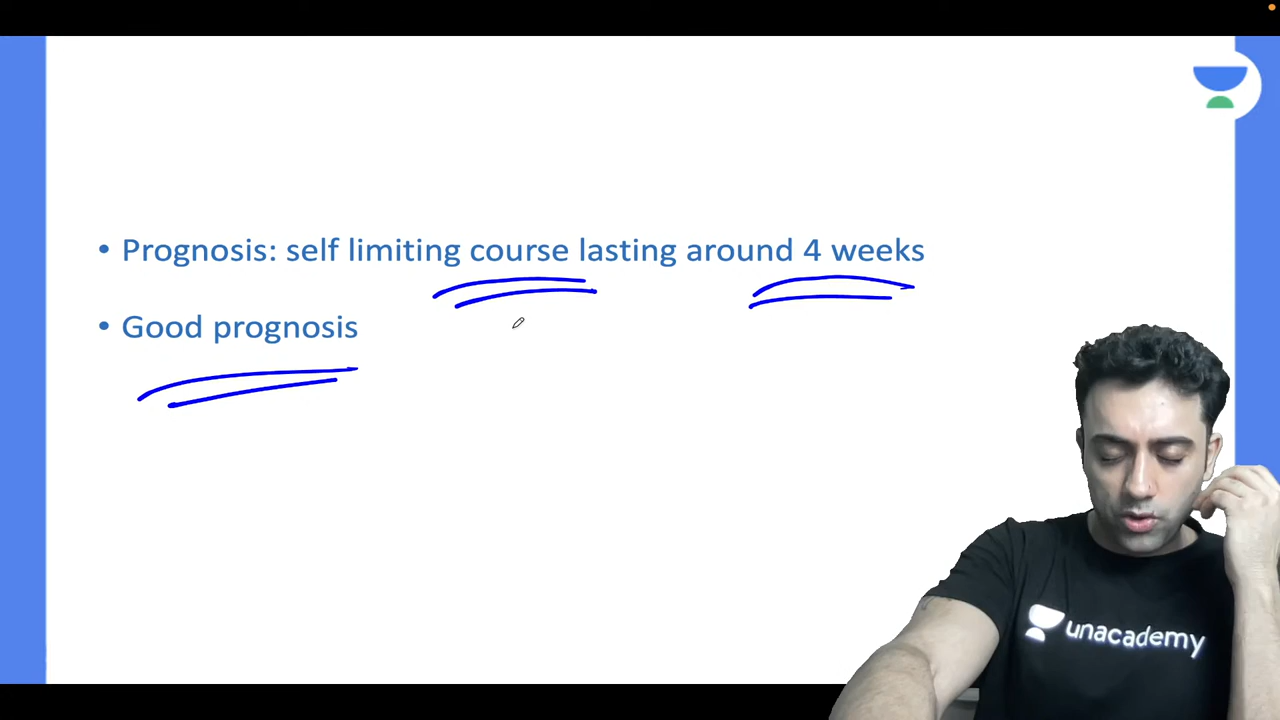 • Prognosis: self limiting course lasting around 4 weeks
• Good prognosis
unacademy